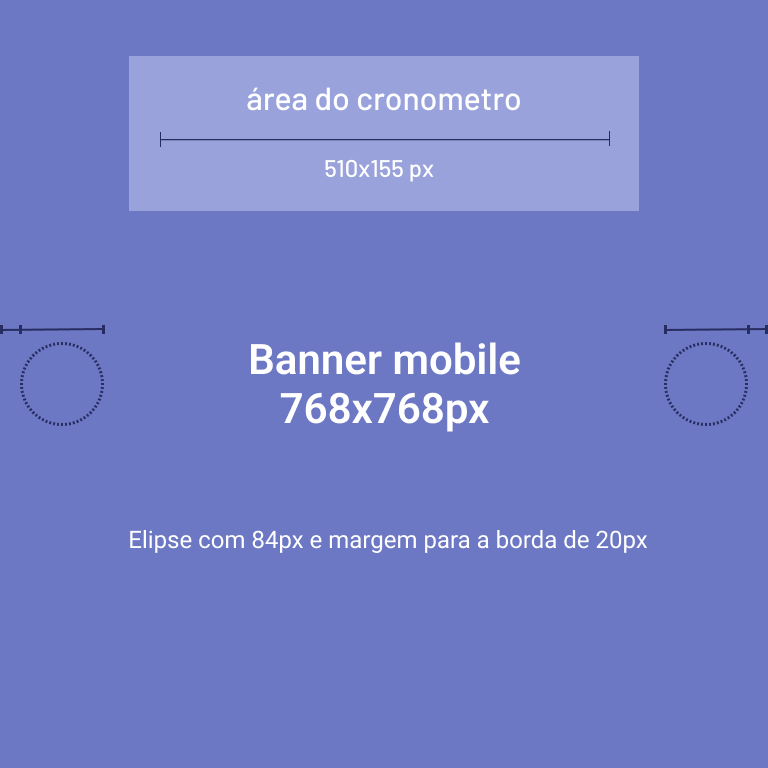 área do cronometro
510x155 px
Banner mobile
768x768px
Elipse com 84px e margem para a borda de 20px